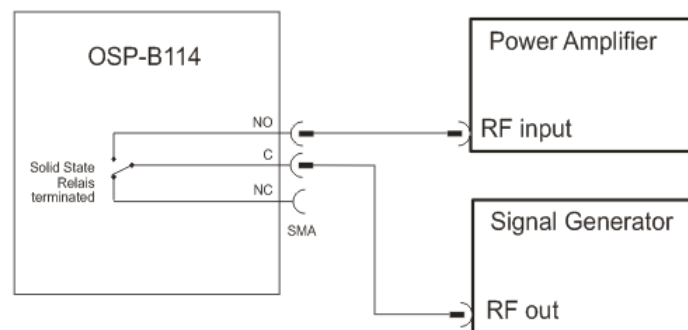 OSP-B114
Power Amplifier
NO
RF input
C
Solid State
Relais
terminated
NC
SMA
Signal Generator
RF out